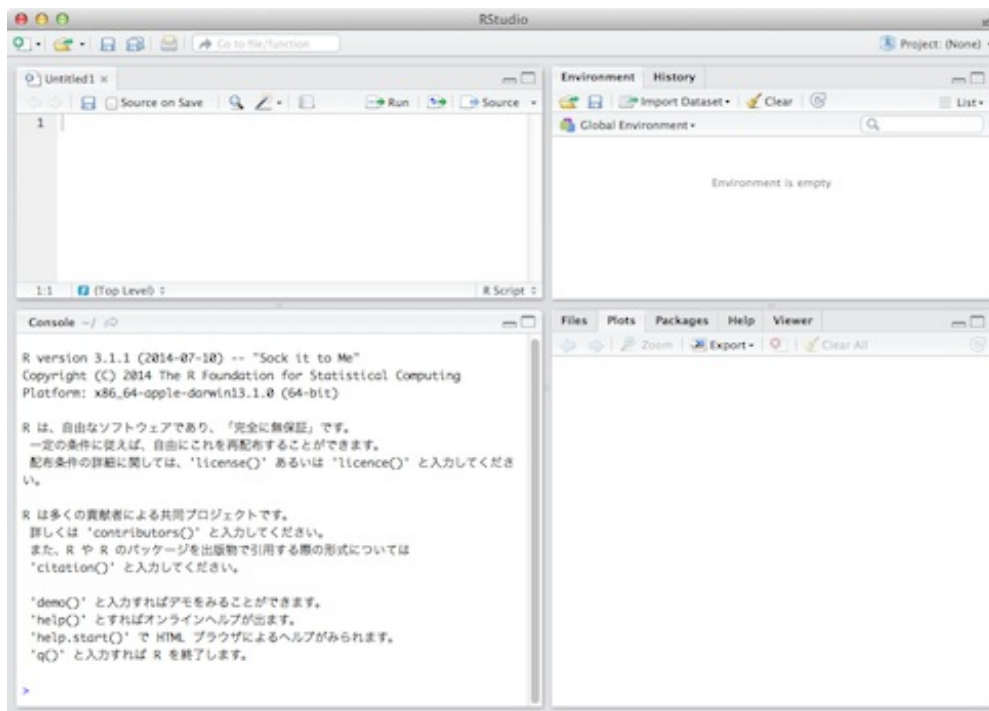 RStudio
Go to file/function
Project: (None)
Untitled1 ×
Source on Save
Run
Source
1
1:1
(Top Level)
R Script
Environment History
Import Dataset
Clear
List
Global Environment
Environment is empty
Console ~/
R version 3.1.1 (2014-07-10) -- "Sock it to Me"
Copyright (C) 2014 The R Foundation for Statistical Computing
Platform: x86_64-apple-darwin13.1.0 (64-bit)
R は、自由なソフトウェアであり、「完全に無保証」です。
一定の条件に従えば、自由にこれを再配布することができます。
配布条件の詳細に関しては、'license()' あるいは 'licence()' と入力してくださ
い。
R は多くの貢献者による共同プロジェクトです。
詳しくは 'contributors()' と入力してください。
また、R や R のパッケージを出版物で引用する際の形式については
'citation()' と入力してください。
'demo()' と入力すればデモをみることができます。
'help()' とすればオンラインヘルプが出ます。
'help.start()' で HTML ブラウザによるヘルプがみられます。
'q()' と入力すれば R を終了します。
>
Files Plots Packages Help Viewer
Zoom
Export
Clear All